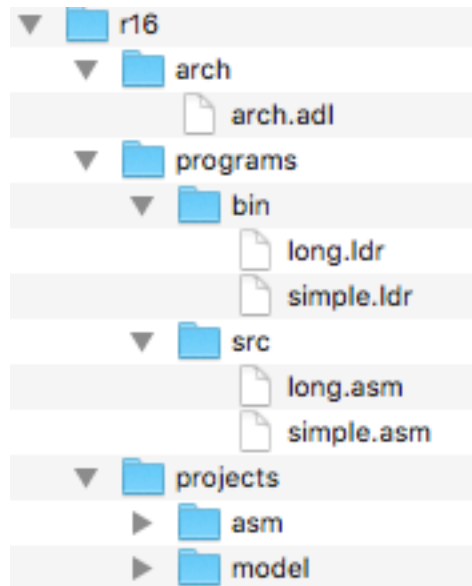 r16
arch
arch.adl
programs
bin
long.ldr
simple.ldr
src
long.asm
simple.asm
projects
asm
model